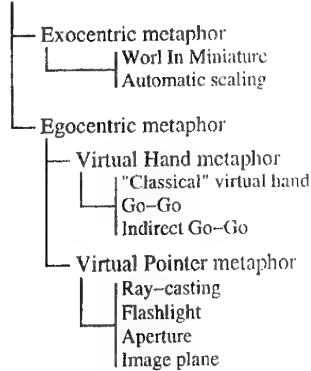 Exocentric metaphor
Worl In Miniature
Automatic scaling
Egocentric metaphor
Virtual Hand metaphor
"Classical" virtual hand
Go-Go
Indirect Go-Go
Virtual Pointer metaphor
Ray-casting
Flashlight
Aperture
Image plane